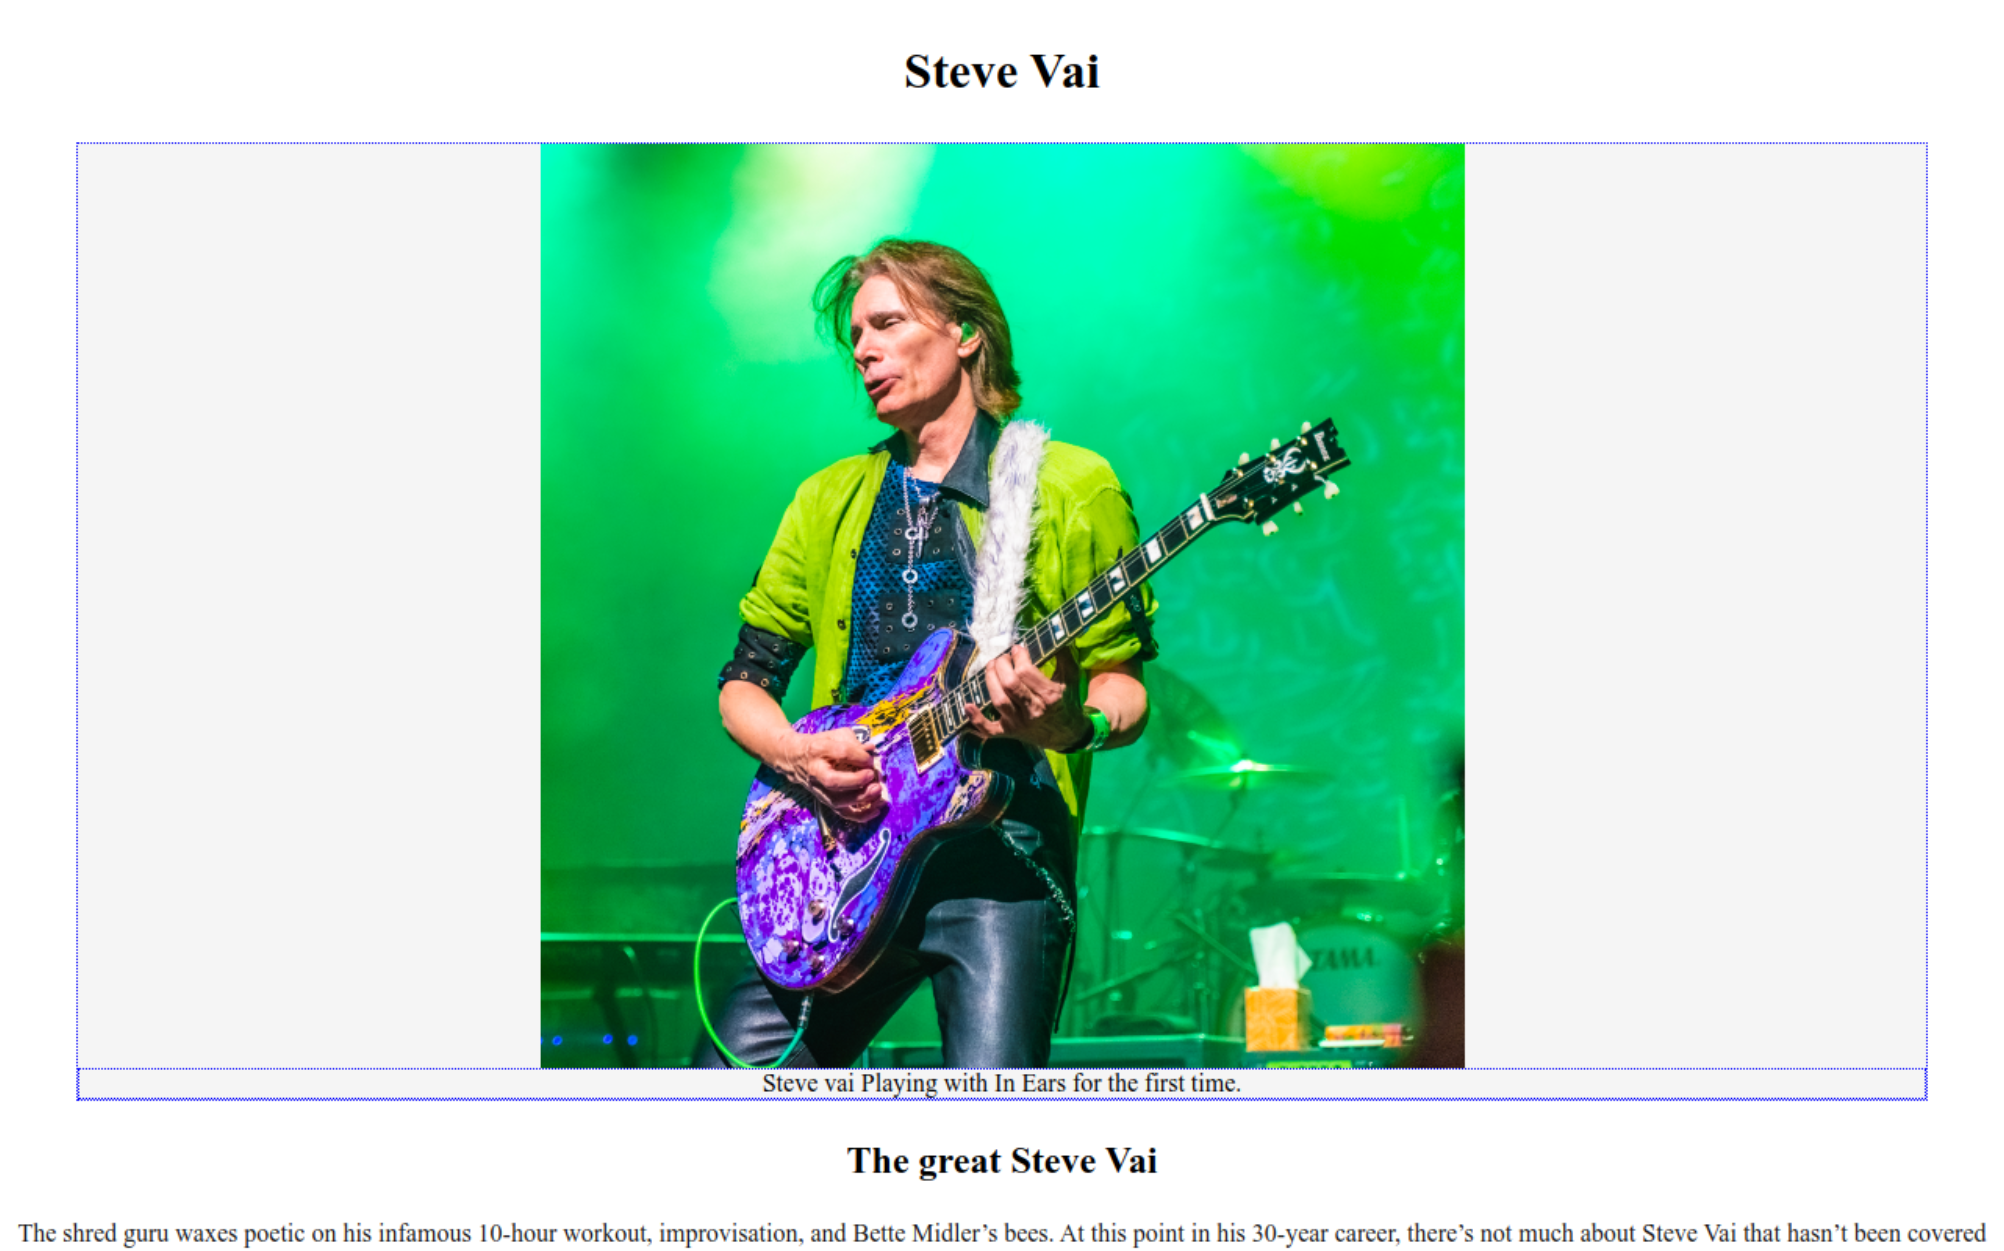 Steve Vai
Ibanez
TAMA
Steve vai Playing with In Ears for the first time.
The great Steve Vai
The shred guru waxes poetic on his infamous 10-hour workout, improvisation, and Bette Midler’s bees. At this point in his 30-year career, there’s not much about Steve Vai that hasn’t been covered